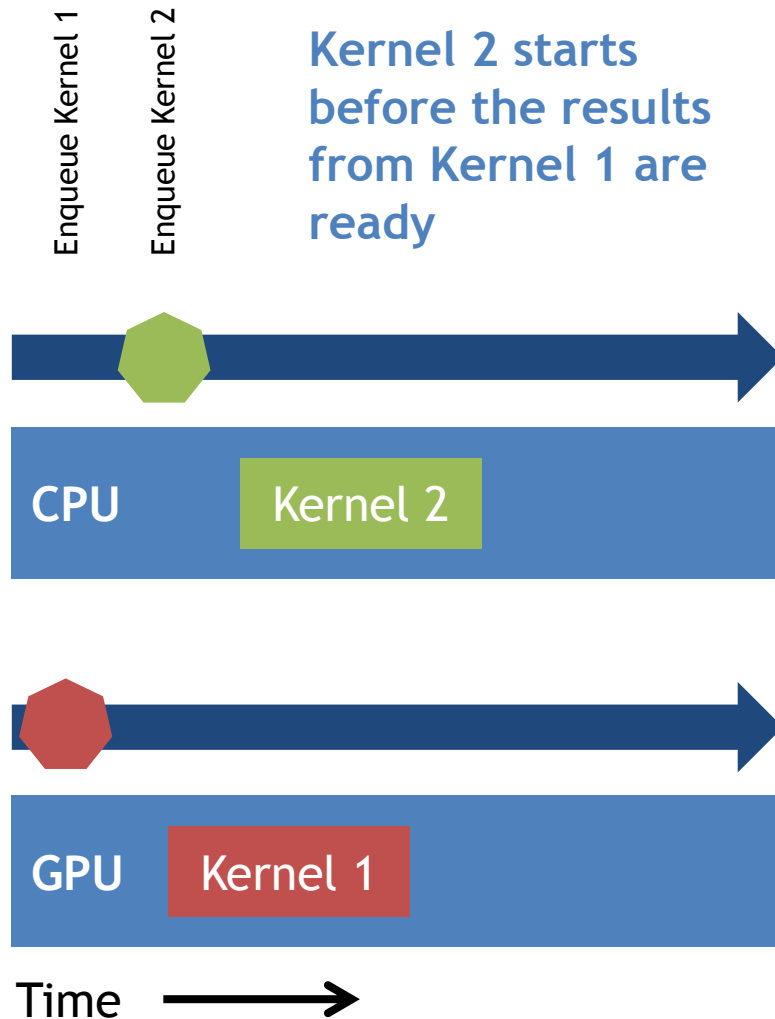 Enqueue Kernel 1
Enqueue Kernel 2
Kernel 2 starts
before the results
from Kernel 1 are
ready
CPU
Kernel 2
GPU
Kernel 1
Time